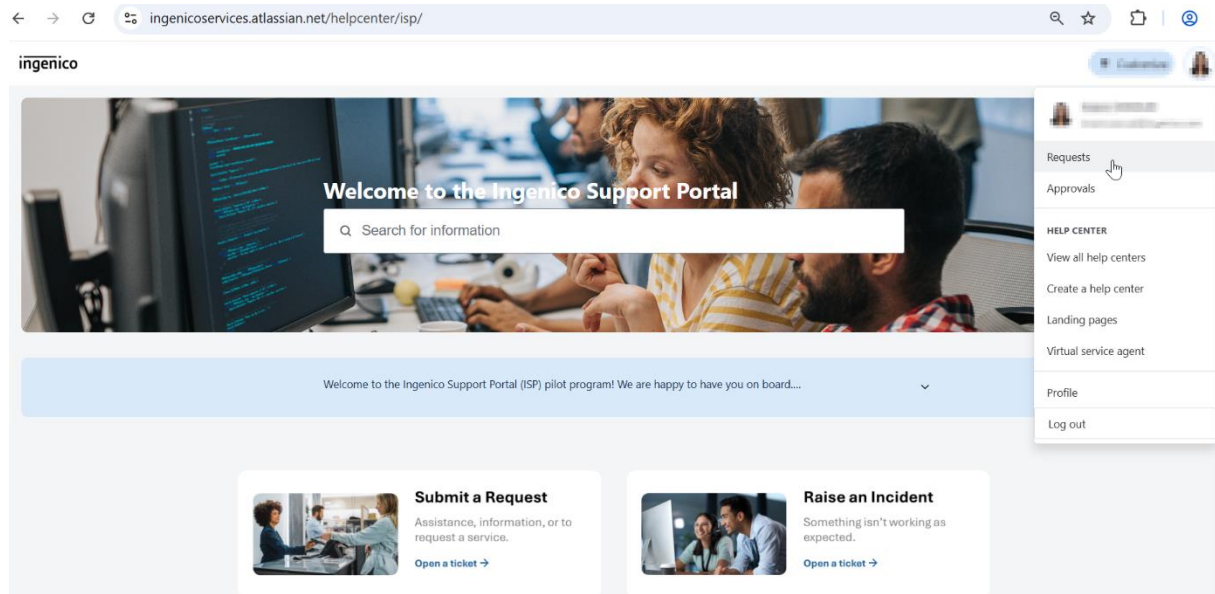 ingenicoservices.atlassian.net/helpcenter/isp/
ingenico
Welcome to the Ingenico Support Portal
Search for information
Requests
Approvals
HELP CENTER
View all help centers
Create a help center
Landing pages
Virtual service agent
Profile
Log out
Welcome to the Ingenico Support Portal (ISP) pilot program! We are happy to have you on board....
Submit a Request
Assistance, information, or to
request a service.
Open a ticket →
Raise an Incident
Something isn't working as
expected.
Open a ticket →